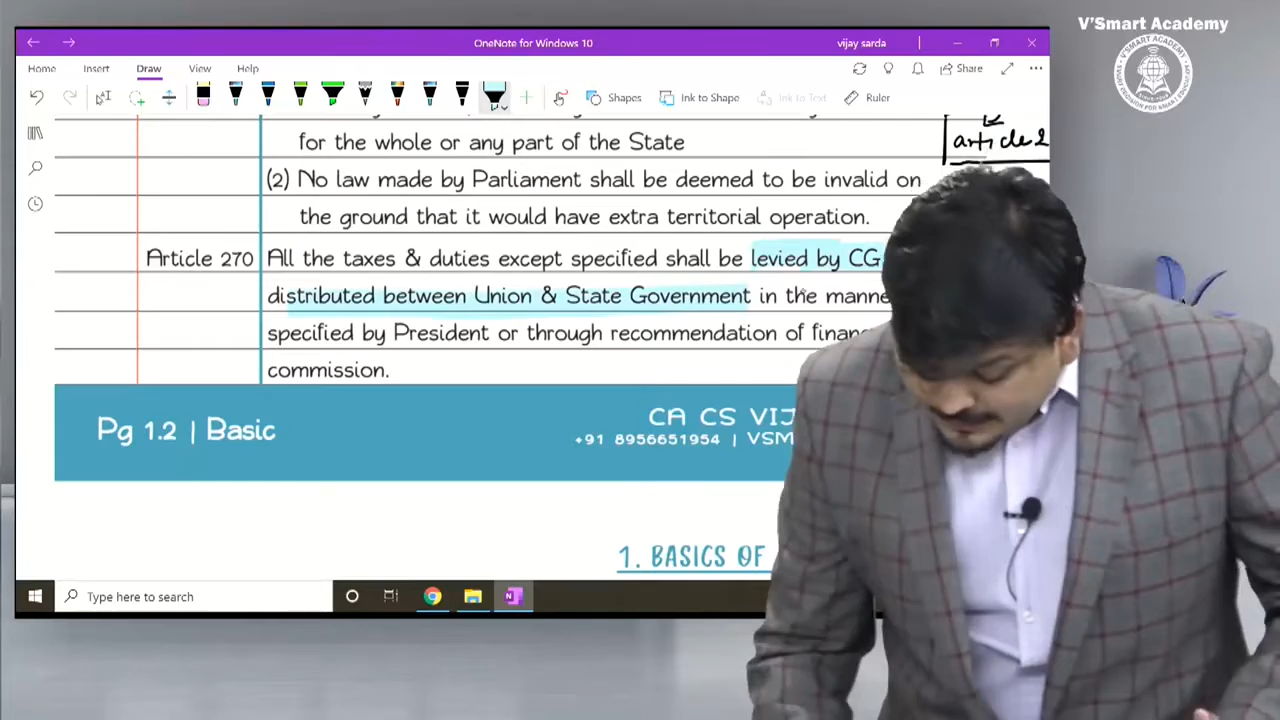 V'Smart Academy
OneNote for Windows 10
vijay sarda
Home Insert Draw View Help
Share
Shapes Ink to Shape Ink to Text Ruler
for the whole or any part of the State
article 2
(2) No law made by Parliament shall be deemed to be invalid on
the ground that it would have extra territorial operation.
Article 270 All the taxes & duties except specified shall be levied by CG
distributed between Union & State Government in the manne
specified by President or through recommendation of finan
commission.
Pg 1.2 | Basic
CA CS VIJ
+91 8956651954 | VSM
1. BASICS OF
Type here to search